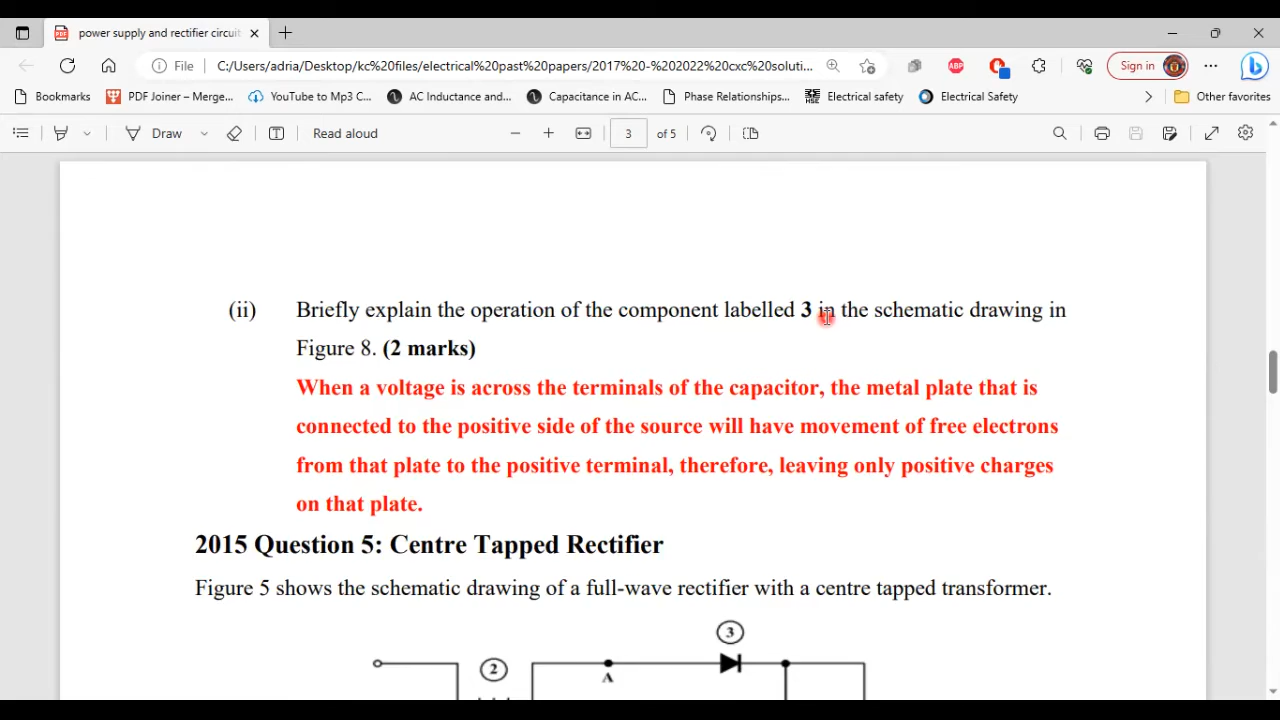 power supply and rectifier circuit
File
C:/Users/adria/Desktop/kc%20files/electrical%20past%20papers/2017%20-%202022%20cxc%20soluti...
ABP
Sign in
Bookmarks
PDF Joiner – Merge...
YouTube to Mp3 C...
AC Inductance and...
Capacitance in AC...
Phase Relationships...
Electrical safety
Electrical Safety
Other favorites
Draw
Read aloud
3
of 5
(ii) Briefly explain the operation of the component labelled 3 in the schematic drawing in
Figure 8. (2 marks)
When a voltage is across the terminals of the capacitor, the metal plate that is
connected to the positive side of the source will have movement of free electrons
from that plate to the positive terminal, therefore, leaving only positive charges
on that plate.
2015 Question 5: Centre Tapped Rectifier
Figure 5 shows the schematic drawing of a full-wave rectifier with a centre tapped transformer.
3
2
A